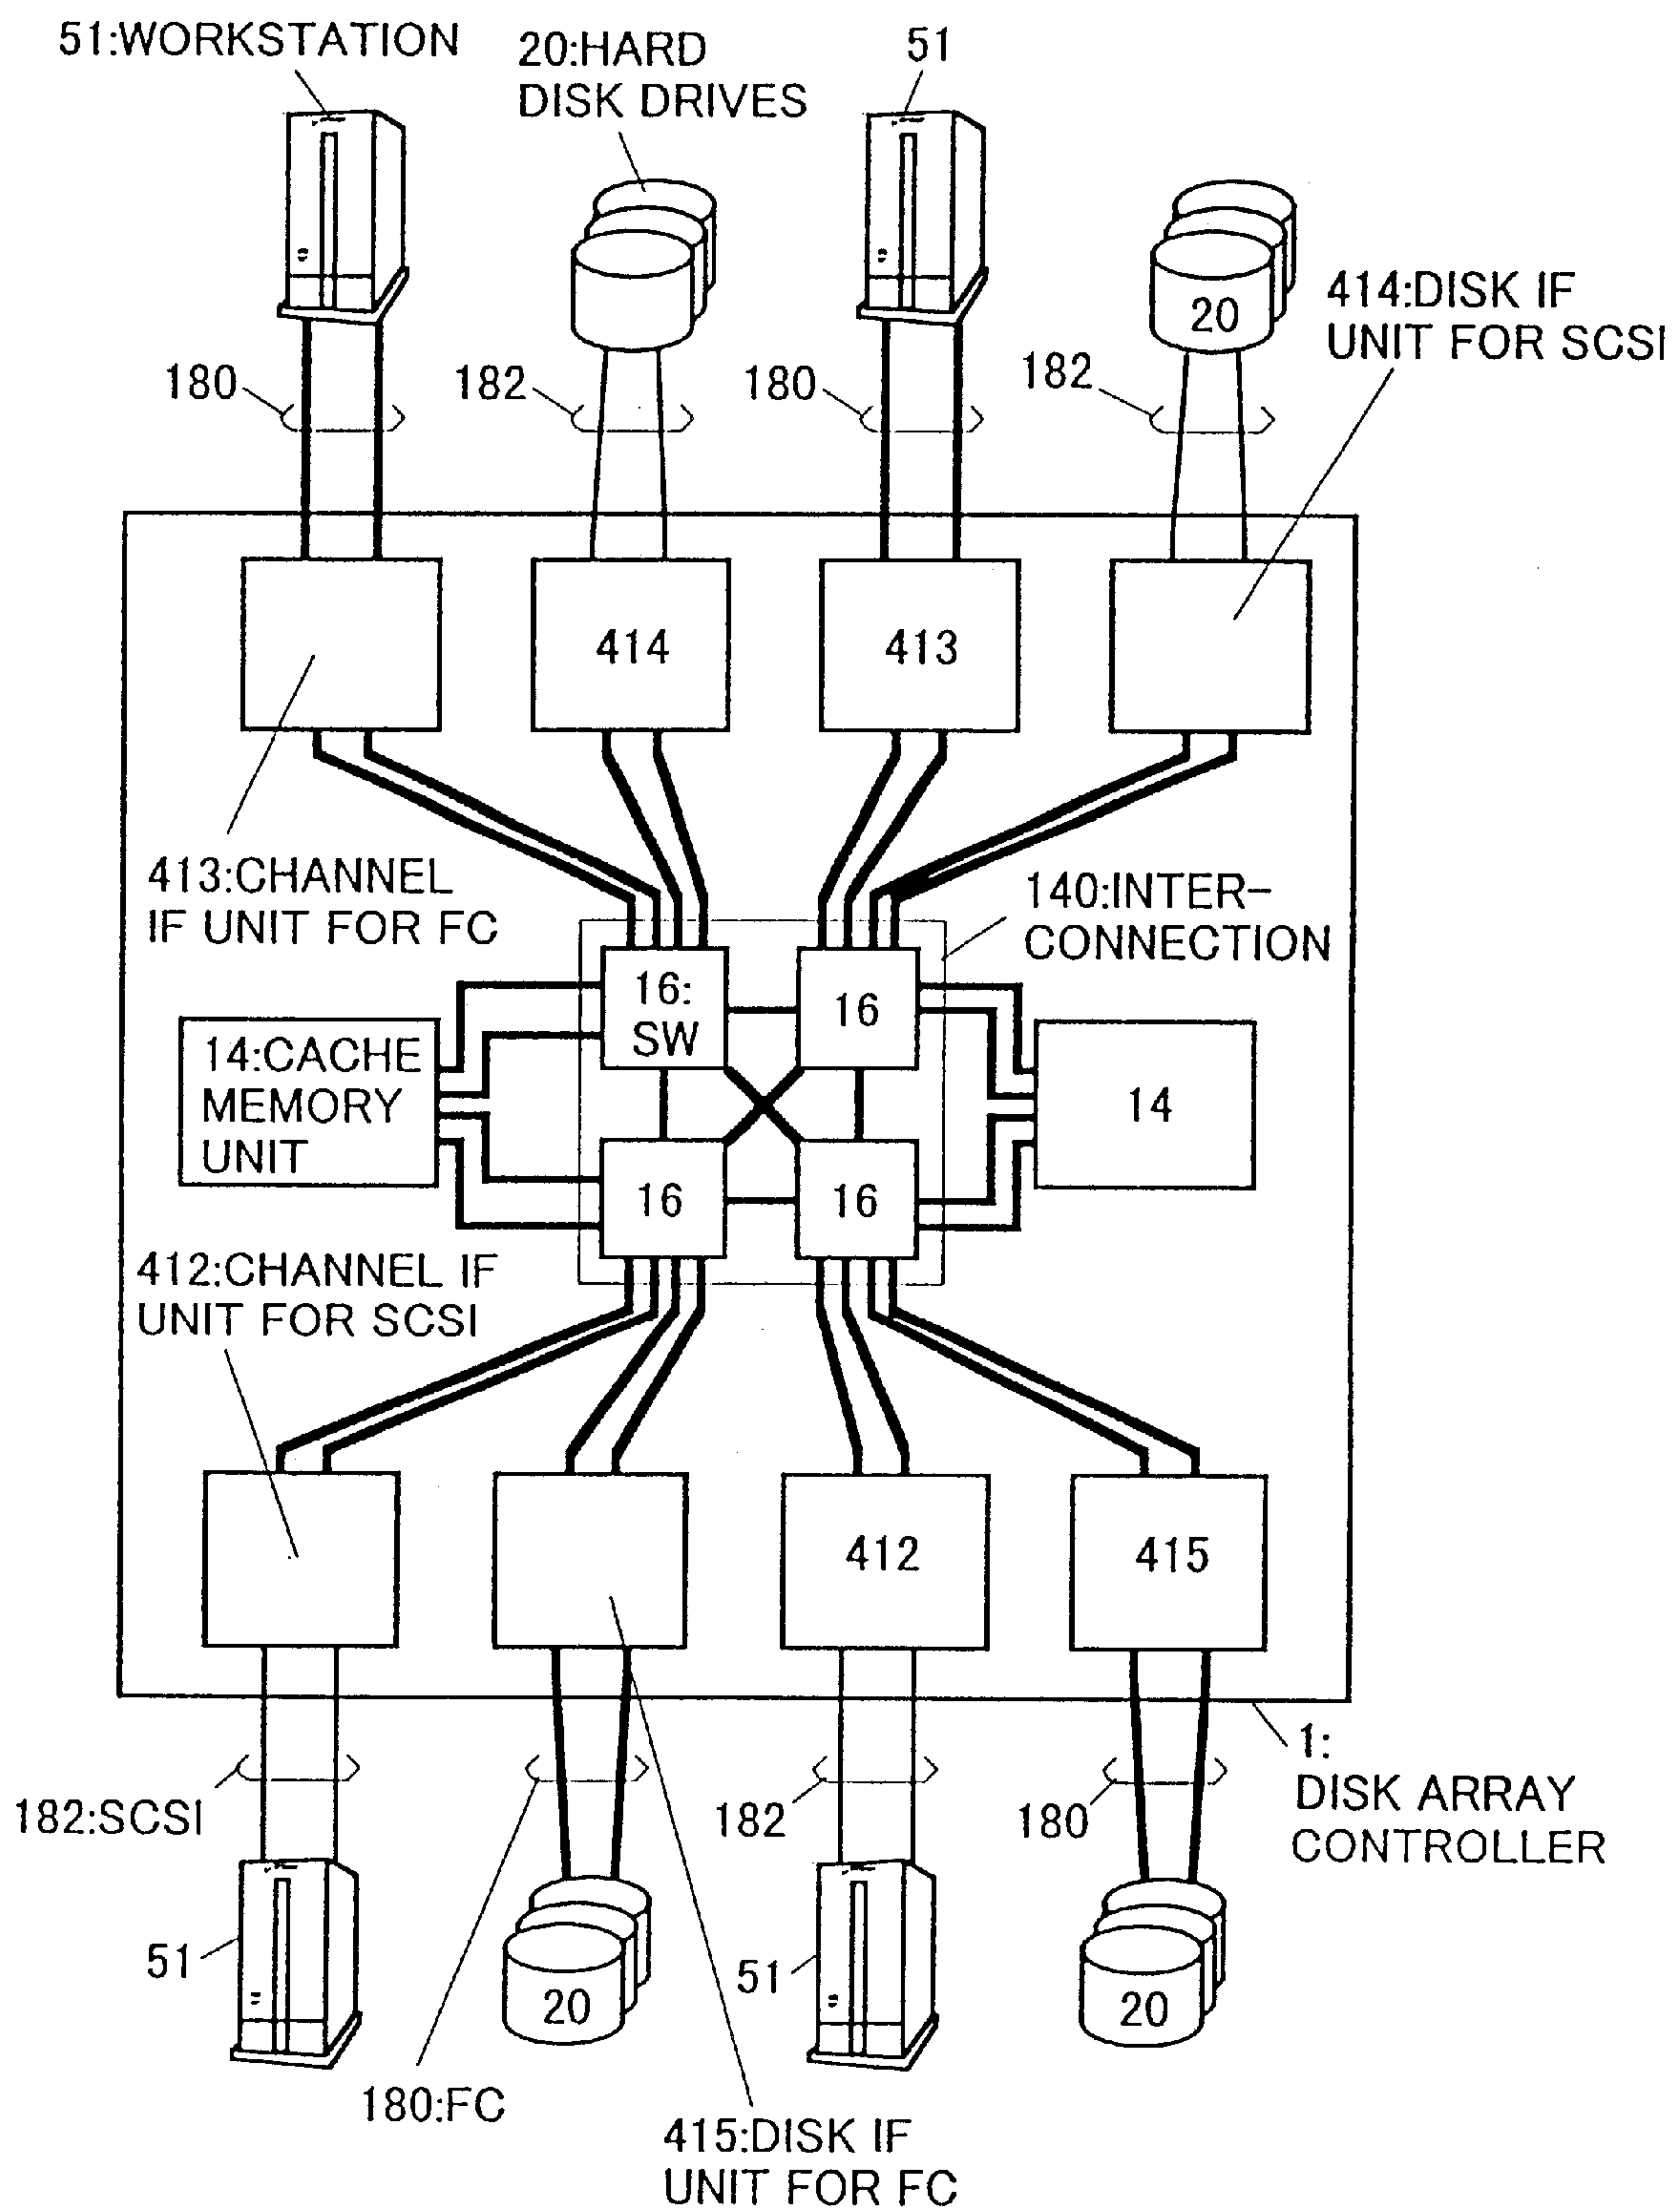 51:WORKSTATION
20:HARD
DISK DRIVES
51
20
414:DISK IF
UNIT FOR SCSI
180
182
180
182
414
413
413:CHANNEL
IF UNIT FOR FC
140:INTER-
CONNECTION
16:
SW
16
14:CACHE
MEMORY
UNIT
14
16
16
412:CHANNEL IF
UNIT FOR SCSI
412
415
1:
DISK ARRAY
CONTROLLER
182:SCSI
182
180
51
20
51
20
180:FC
415:DISK IF
UNIT FOR FC